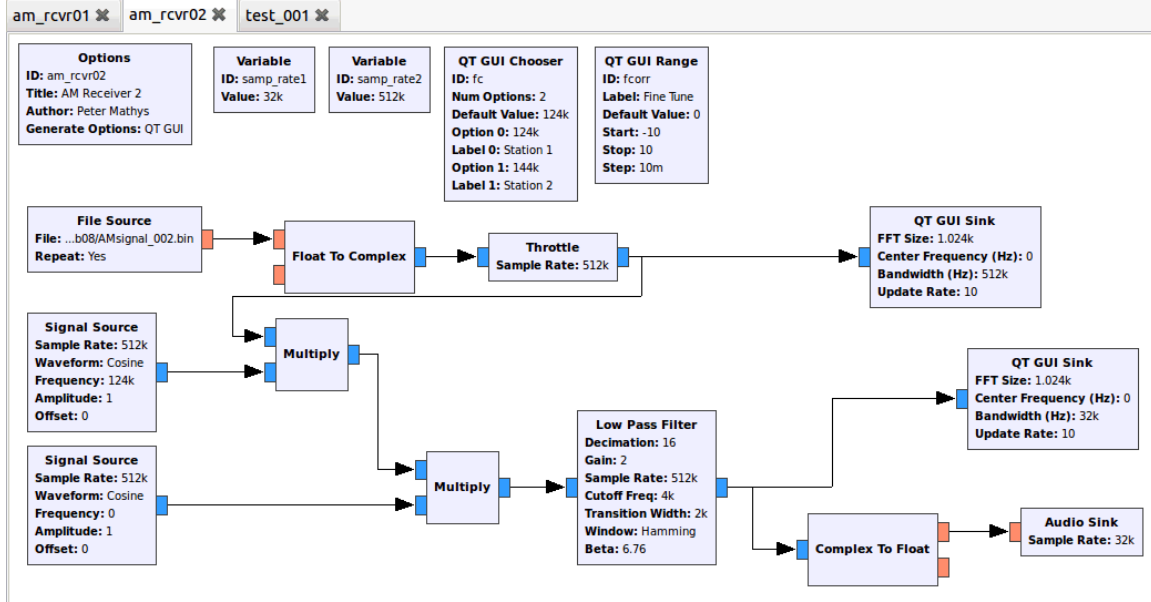 am_rcvr01 ✖ am_rcvr02 ✖ test_001 ✖
Options
ID: am_rcvr02
Title: AM Receiver 2
Author: Peter Mathys
Generate Options: QT GUI
Variable
ID: samp_rate1
Value: 32k
Variable
ID: samp_rate2
Value: 512k
QT GUI Chooser
ID: fc
Num Options: 2
Default Value: 124k
Option 0: 124k
Label 0: Station 1
Option 1: 144k
Label 1: Station 2
QT GUI Range
ID: fcorr
Label: Fine Tune
Default Value: 0
Start: -10
Stop: 10
Step: 10m
File Source
File: ...b08/AMsignal_002.bin
Repeat: Yes
Float To Complex
Throttle
Sample Rate: 512k
QT GUI Sink
FFT Size: 1.024k
Center Frequency (Hz): 0
Bandwidth (Hz): 512k
Update Rate: 10
Signal Source
Sample Rate: 512k
Waveform: Cosine
Frequency: 124k
Amplitude: 1
Offset: 0
Multiply
QT GUI Sink
FFT Size: 1.024k
Center Frequency (Hz): 0
Bandwidth (Hz): 32k
Update Rate: 10
Signal Source
Sample Rate: 512k
Waveform: Cosine
Frequency: 0
Amplitude: 1
Offset: 0
Multiply
Low Pass Filter
Decimation: 16
Gain: 2
Sample Rate: 512k
Cutoff Freq: 4k
Transition Width: 2k
Window: Hamming
Beta: 6.76
Complex To Float
Audio Sink
Sample Rate: 32k